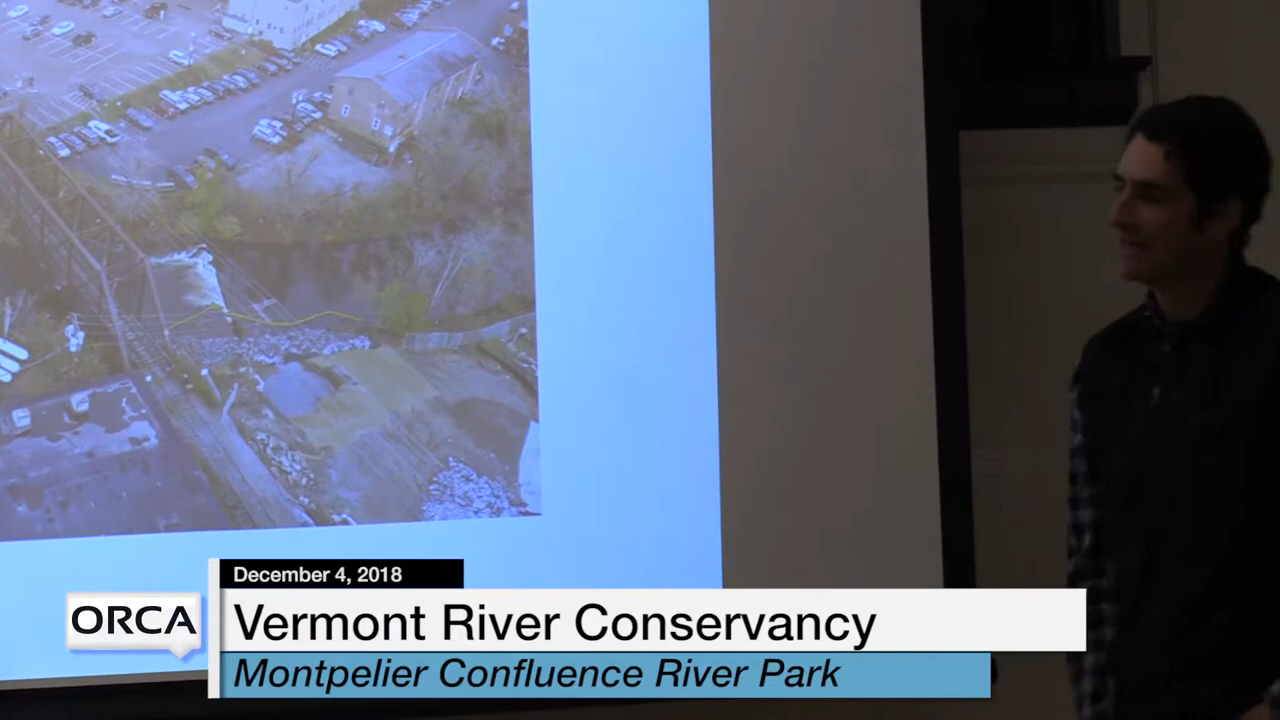 December 4, 2018
ORCA
Vermont River Conservancy
Montpelier Confluence River Park